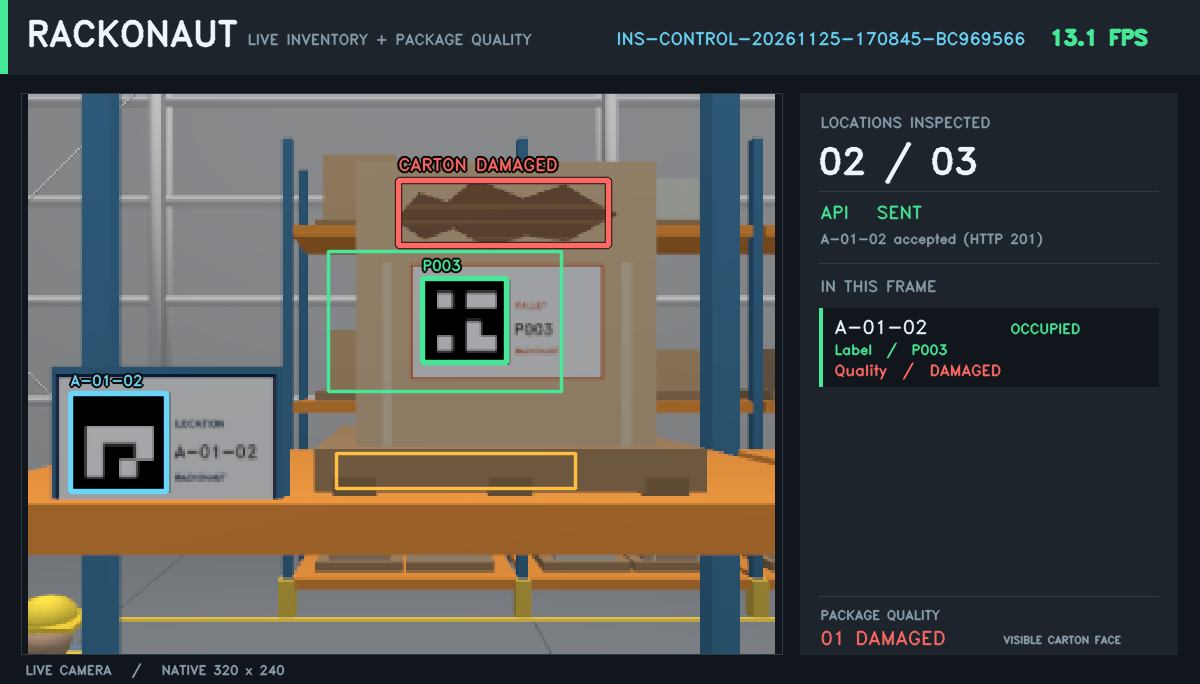 RACKONAUT LIVE INVENTORY + PACKAGE QUALITY INS-CONTROL-20261125-170845-BC969566 13.1 FPS
CARTON DAMAGED
P003
PALLET
P003
RACKONAUT
A-01-02
LOCATION
A-01-02
RACKONAUT
LIVE CAMERA / NATIVE 320 x 240
LOCATIONS INSPECTED
02 / 03
API SENT
A-01-02 accepted (HTTP 201)
IN THIS FRAME
A-01-02 OCCUPIED
Label / P003
Quality / DAMAGED
PACKAGE QUALITY
01 DAMAGED VISIBLE CARTON FACE